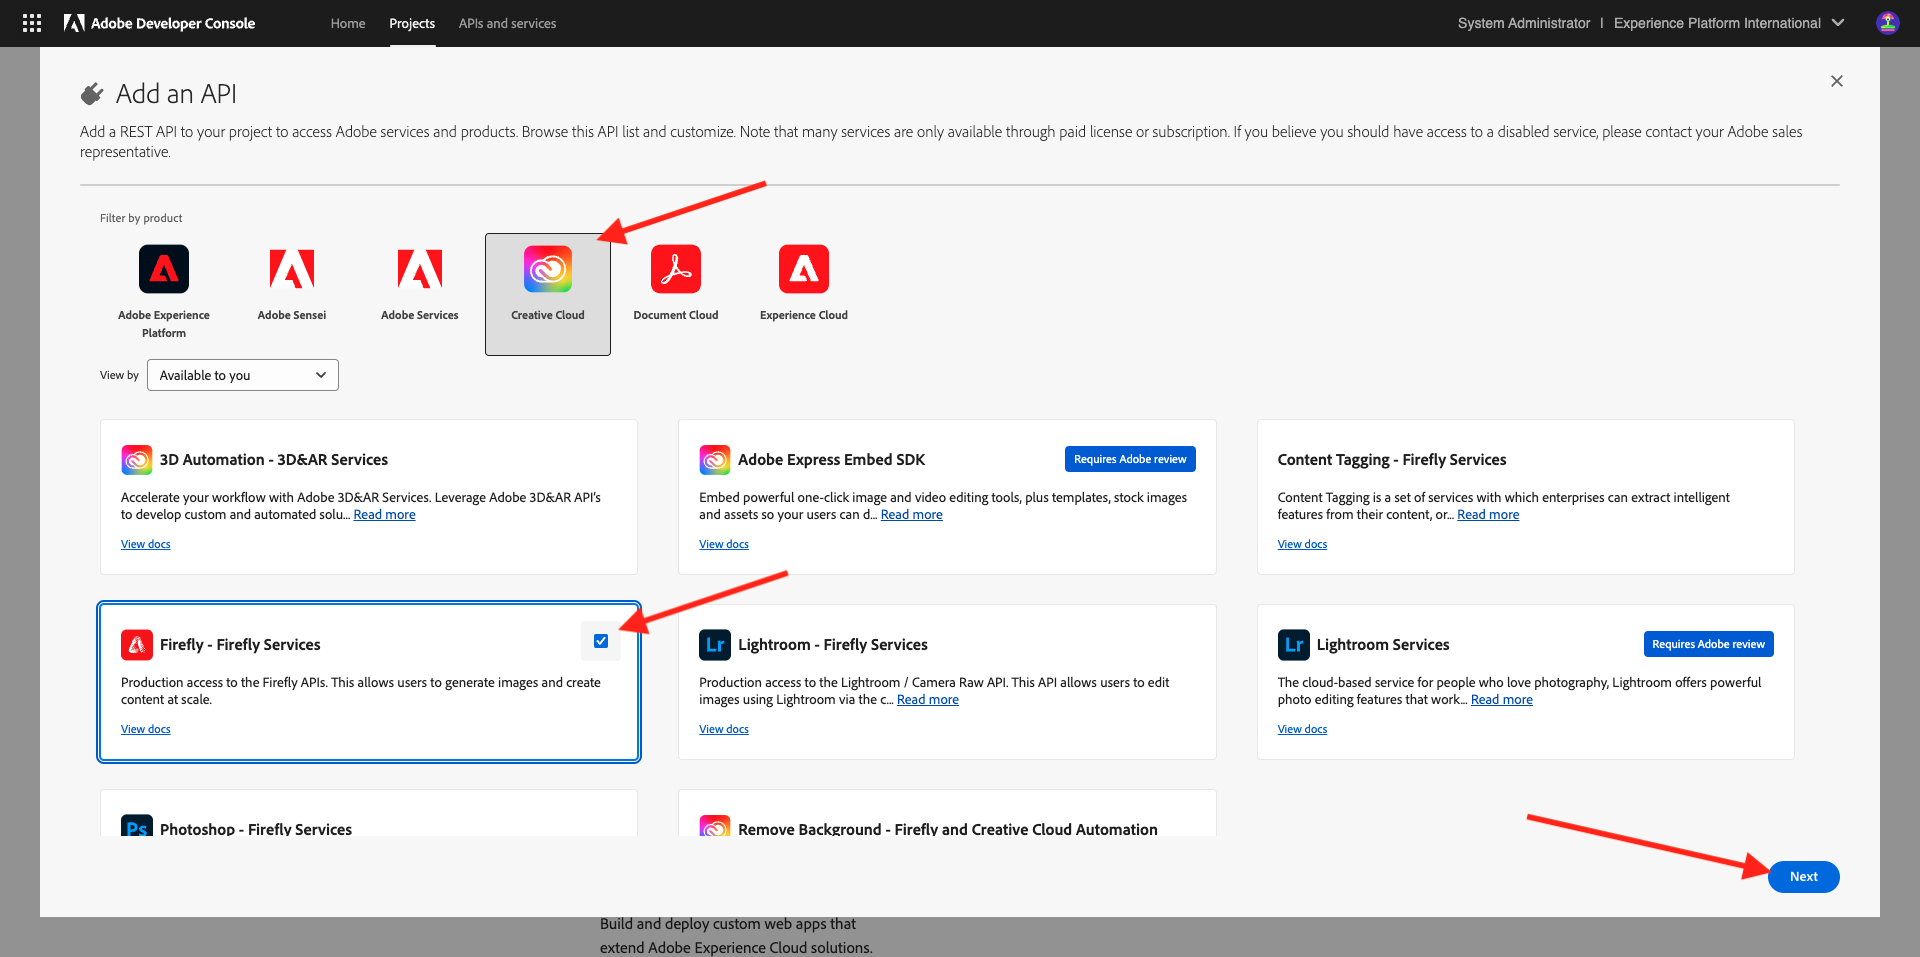 Adobe Developer Console
Home
Projects
APIs and services
System Administrator | Experience Platform International
Add an API
Add a REST API to your project to access Adobe services and products. Browse this API list and customize. Note that many services are only available through paid license or subscription. If you believe you should have access to a disabled service, please contact your Adobe sales
representative.
Filter by product
Adobe Experience
Platform
Adobe Sensei
Adobe Services
Creative Cloud
Document Cloud
Experience Cloud
View by
Available to you
3D Automation - 3D&AR Services
Accelerate your workflow with Adobe 3D&AR Services. Leverage Adobe 3D&AR API's
to develop custom and automated solu... Read more
View docs
Adobe Express Embed SDK
Requires Adobe review
Embed powerful one-click image and video editing tools, plus templates, stock images
and assets so your users can d... Read more
View docs
Content Tagging - Firefly Services
Content Tagging is a set of services with which enterprises can extract intelligent
features from their content, or... Read more
View docs
Firefly - Firefly Services
Production access to the Firefly APIs. This allows users to generate images and create
content at scale.
View docs
Lr
Lightroom - Firefly Services
Production access to the Lightroom / Camera Raw API. This API allows users to edit
images using Lightroom via the c... Read more
View docs
Lr
Lightroom Services
Requires Adobe review
The cloud-based service for people who love photography, Lightroom offers powerful
photo editing features that work... Read more
View docs
Ps
Photoshop - Firefly Services
Remove Background - Firefly and Creative Cloud Automation
Next
Build and deploy custom web apps that
extend Adobe Experience Cloud solutions.